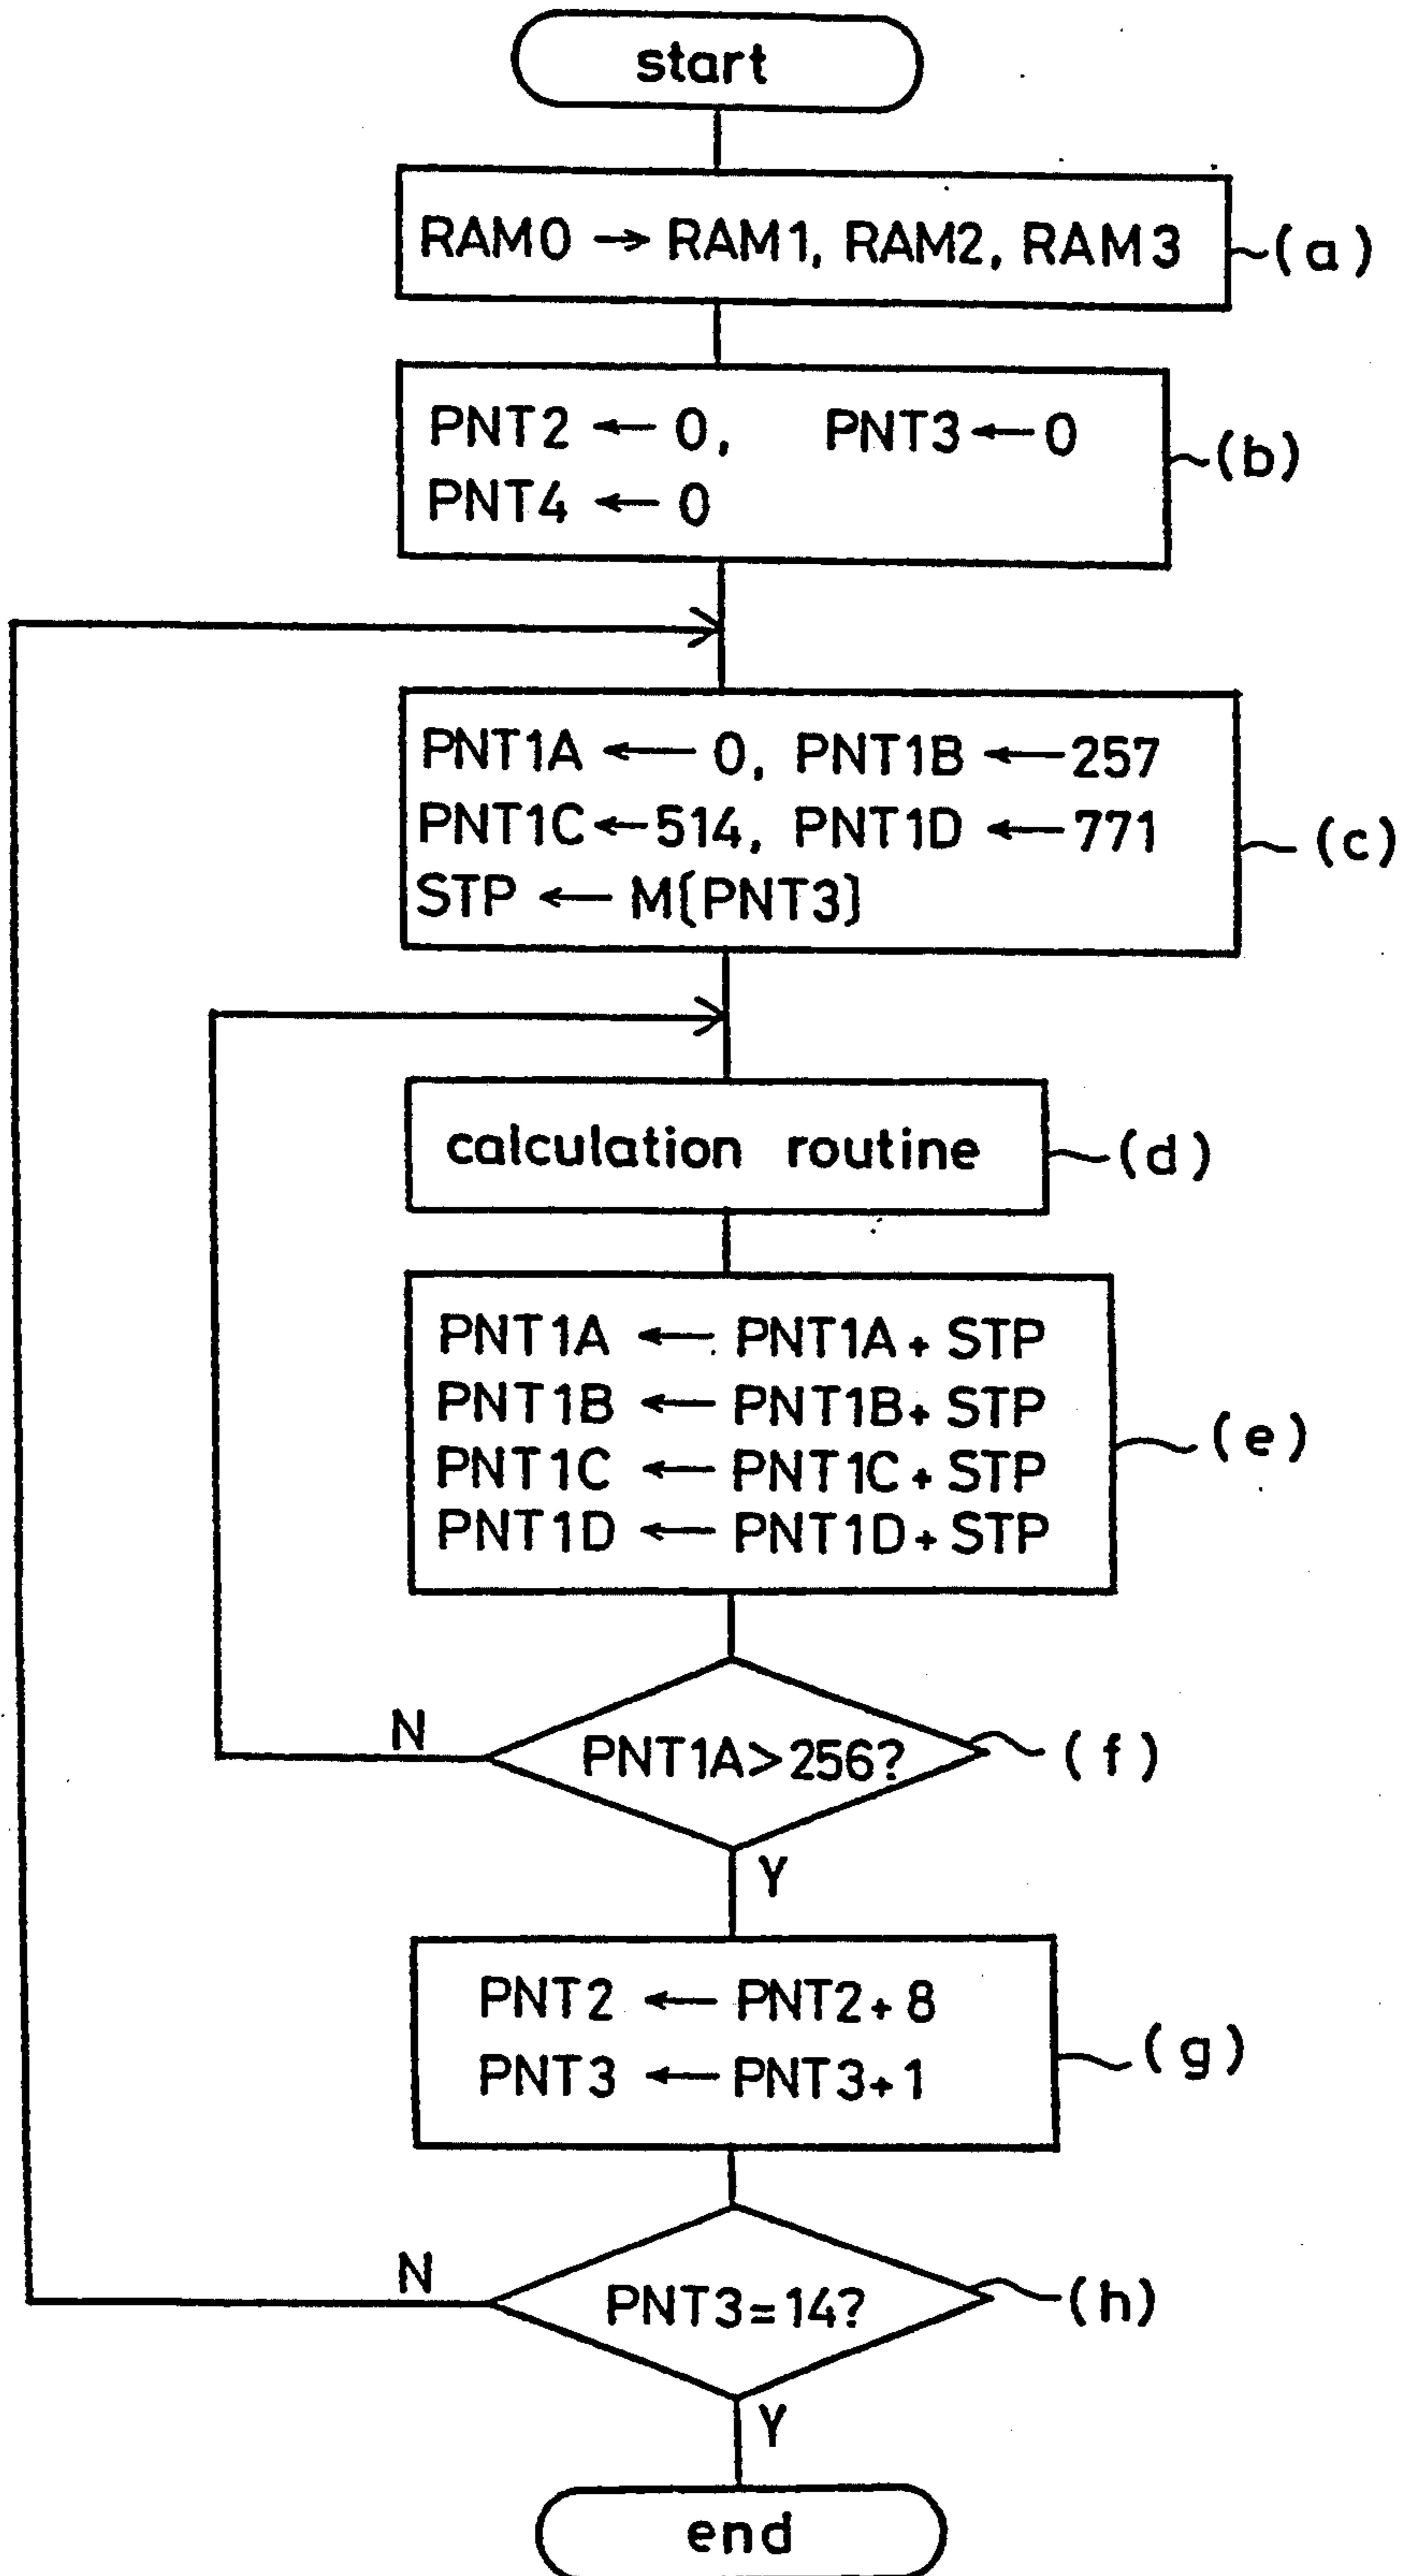 start
RAM0 → RAM1, RAM2, RAM3
(a)
PNT2 ← 0, PNT3 ← 0
PNT4 ← 0
(b)
PNT1A ← 0, PNT1B ← 257
PNT1C ← 514, PNT1D ← 771
STP ← M[PNT3]
(c)
calculation routine
(d)
PNT1A ← PNT1A + STP
PNT1B ← PNT1B + STP
PNT1C ← PNT1C + STP
PNT1D ← PNT1D + STP
(e)
N
PNT1A > 256?
(f)
Y
PNT2 ← PNT2 + 8
PNT3 ← PNT3 + 1
(g)
N
PNT3 = 14?
(h)
Y
end